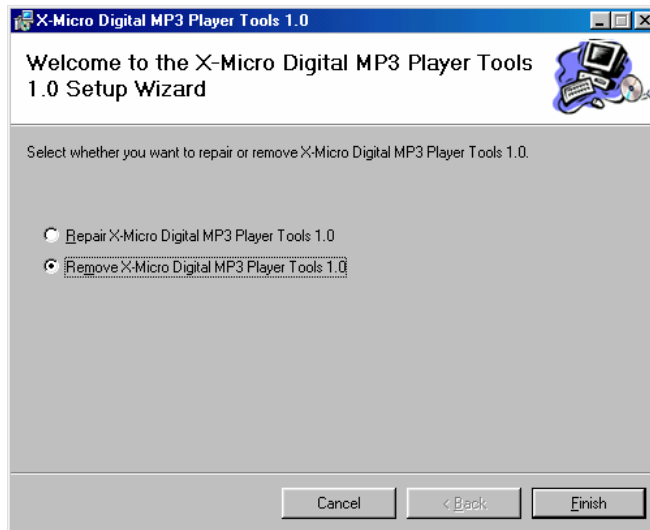 X-Micro Digital MP3 Player Tools 1.0
Welcome to the X-Micro Digital MP3 Player Tools
1.0 Setup Wizard
Select whether you want to repair or remove X-Micro Digital MP3 Player Tools 1.0.
Repair X-Micro Digital MP3 Player Tools 1.0
Remove X-Micro Digital MP3 Player Tools 1.0
Cancel < Back Finish